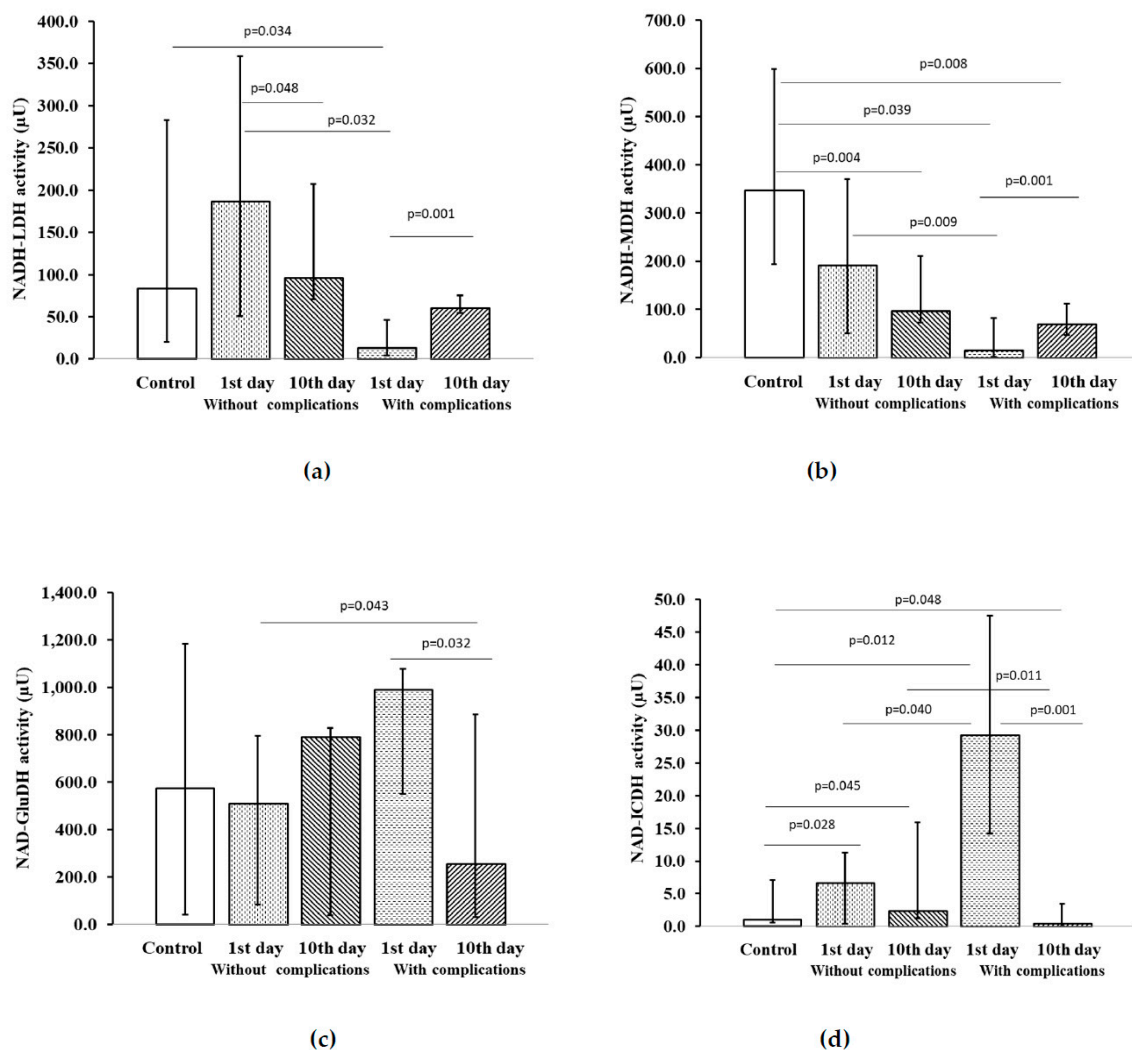 400.0
350.0
300.0
250.0
200.0
150.0
100.0
50.0
0.0
NADH-LDH activity (µU)
p=0.034
p=0.048
p=0.032
p=0.001
Control 1st day 10th day 1st day 10th day
Without complications With complications
(a)
700.0
600.0
500.0
400.0
300.0
200.0
100.0
0.0
NADH-MDH activity (µU)
p=0.008
p=0.039
p=0.004
p=0.001
p=0.009
Control 1st day 10th day 1st day 10th day
Without complications With complications
(b)
1,400.0
1,200.0
1,000.0
800.0
600.0
400.0
200.0
0.0
NAD-GluDH activity (µU)
p=0.043
p=0.032
Control 1st day 10th day 1st day 10th day
Without complications With complications
(c)
50.0
45.0
40.0
35.0
30.0
25.0
20.0
15.0
10.0
5.0
0.0
NAD-ICDH activity (µU)
p=0.048
p=0.012
p=0.011
p=0.040
p=0.001
p=0.045
p=0.028
Control 1st day 10th day 1st day 10th day
Without complications With complications
(d)